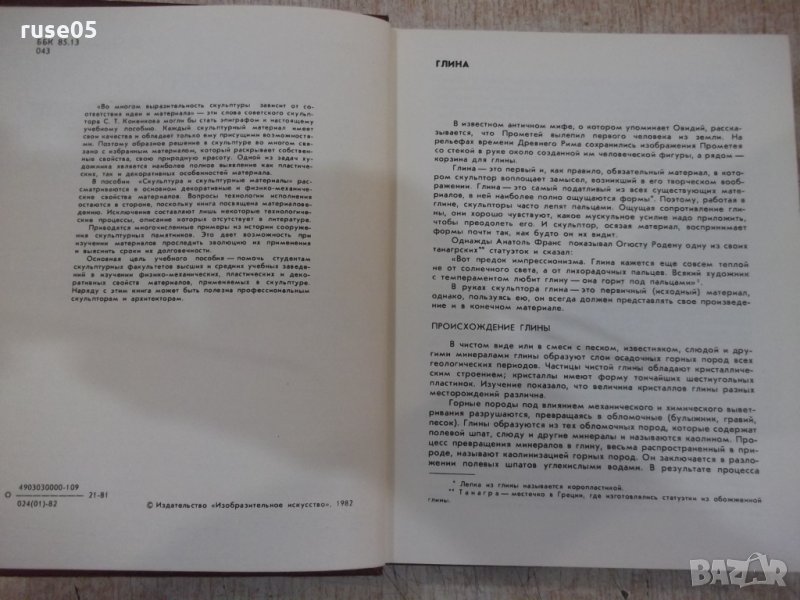 ruse05
ББК 85.13
043
«Во многом выразительность скульптуры зависит от со-
ответствия идеи и материала» — эти слова советского скульп-
тора С. Т. Коненкова могли бы стать эпиграфом и настоящему
учебному пособию. Каждый скульптурный материал имеет
свои качества и обладает только ему присущими возможностя-
ми. Поэтому образное решение в скульптуре во многом свя-
зано с избранным материалом, который раскрывает собствен-
ные свойства, свою природную красоту. Одной из задач ху-
дожника является наиболее полное выявление как пластичес-
ких, так и декоративных особенностей материала.
В пособии «Скульптура и скульптурные материалы» рас-
сматриваются в основном декоративные и физико-механиче-
ские свойства материалов. Вопросы технологии исполнения
остаются в стороне, поскольку книга посвящена материалове-
дению. Исключения составляют лишь некоторые технологиче-
ские процессы, описание которых отсутствует в литературе.
Приводятся многочисленные примеры из истории сооруже-
ния скульптурных памятников. Это дает возможность при
изучении материалов проследить эволюцию их применения
и выяснить сроки их долговечности.
Основная цель учебного пособия — помочь студентам
скульптурных факультетов высших и средних учебных заведе-
ний в изучении физико-механических, пластических и деко-
ративных свойств материалов, применяемых в скульптуре.
Наряду с этим книга может быть полезна профессиональным
скульпторам и архитекторам.
4903030000-109
О 21-81
024(01)-82
© Издательство «Изобразительное искусство», 1982
ГЛИНА
В известном античном мифе, о котором упоминает Овидий, расска-
зывается, что Прометей вылепил первого человека из земли. На
рельефах времени Древнего Рима сохранились изображения Прометея
со стекой в руке около созданной им человеческой фигуры, а рядом —
корзина для глины.
Глина — это первый и, как правило, обязательный материал, в кото-
ром скульптор воплощает замысел, возникший в его творческом вооб-
ражении. Глина — это самый податливый из всех существующих мате-
риалов, в ней наиболее полно ощущаются формы*. Поэтому, работая в
глине, скульпторы часто лепят пальцами. Ощущая сопротивление гли-
ны, они хорошо чувствуют, какое мускульное усилие надо приложить,
чтобы преодолеть его. И скульптор, осязая материал, воспринимает
формы почти так, как будто он их видит.
Однажды Анатоль Франс показал Огюсту Родену одну из своих
танагрских** статуэток и сказал:
«Вот предок импрессионизма. Глина кажется еще совсем теплой
не от солнечного света, а от лихорадочных пальцев. Всякий художник
с темпераментом любит глину — она горит под пальцами»¹.
В руках скульптора глина — это первичный (исходный) материал,
однако, пользуясь ею, он всегда должен представлять свое произведе-
ние и в конечном материале.
ПРОИСХОЖДЕНИЕ ГЛИНЫ
В чистом виде или в смеси с песком, известняком, слюдой и дру-
гими минералами глины образуют слои осадочных горных пород всех
геологических периодов. Частицы чистой глины обладают кристалличе-
ским строением; кристаллы имеют форму тончайших шестиугольных
пластинок. Изучение показало, что величина кристаллов глины разных
месторождений различна.
Горные породы под влиянием механического и химического вывет-
ривания разрушаются, превращаясь в обломочные (булыжник, гравий,
песок). Глины образуются из тех обломочных пород, которые содержат
полевой шпат, слюду и другие минералы и называются каолином. Про-
цесс превращения минералов в глину, весьма распространенный в при-
роде, называют каолинизацией горных пород. Он заключается в разло-
жении полевых шпатов углекислыми водами. В результате процесса
* Лепка из глины называется коропластикой.
** Танагра — местечко в Греции, где изготовлялись статуэтки из обожженной
глины.
BAZAR